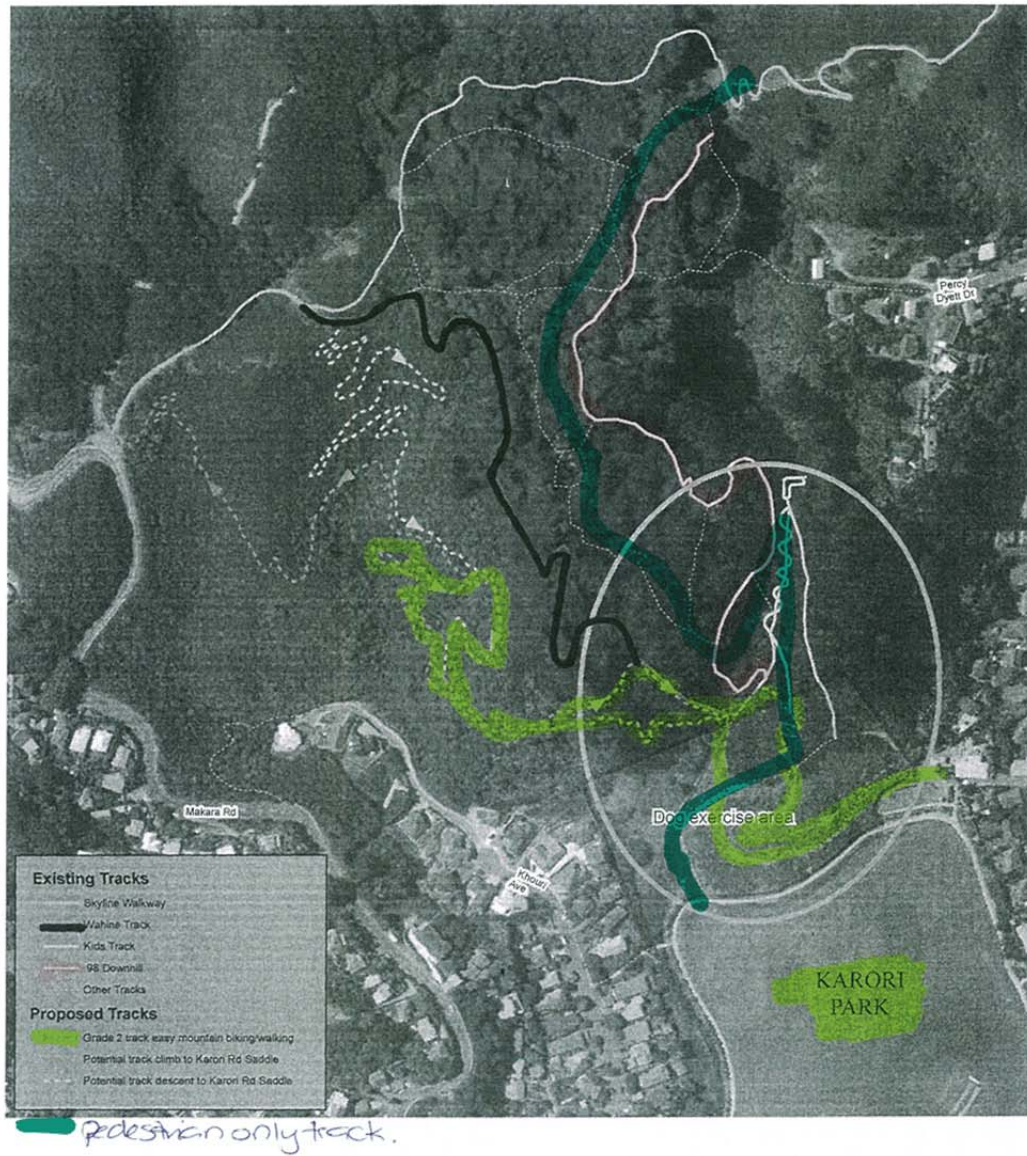 Percy
Dyett Dr
Dog exercise area
Makara Rd
Khouri
Ave
KARORI
PARK
Existing Tracks
Skyline Walkway
Wahine Track
Kids Track
98 Downhill
Other Tracks
Proposed Tracks
Grade 2 track easy mountain biking/walking
Potential track climb to Karori Rd Saddle
Potential track descent to Karori Rd Saddle
Pedestrian only track.